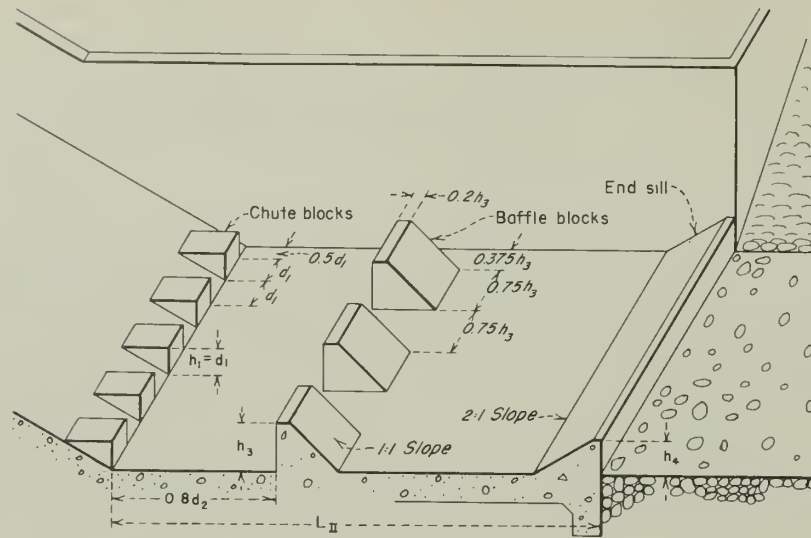 End sill
0.2h₃
Chute blocks
Baffle blocks
0.5d₁
0.375h₃
d₁
0.75h₃
d₁
0.75h₃
h₁=d₁
2:1 Slope
1:1 Slope
h₃
h₄
0.8d₂
L_II